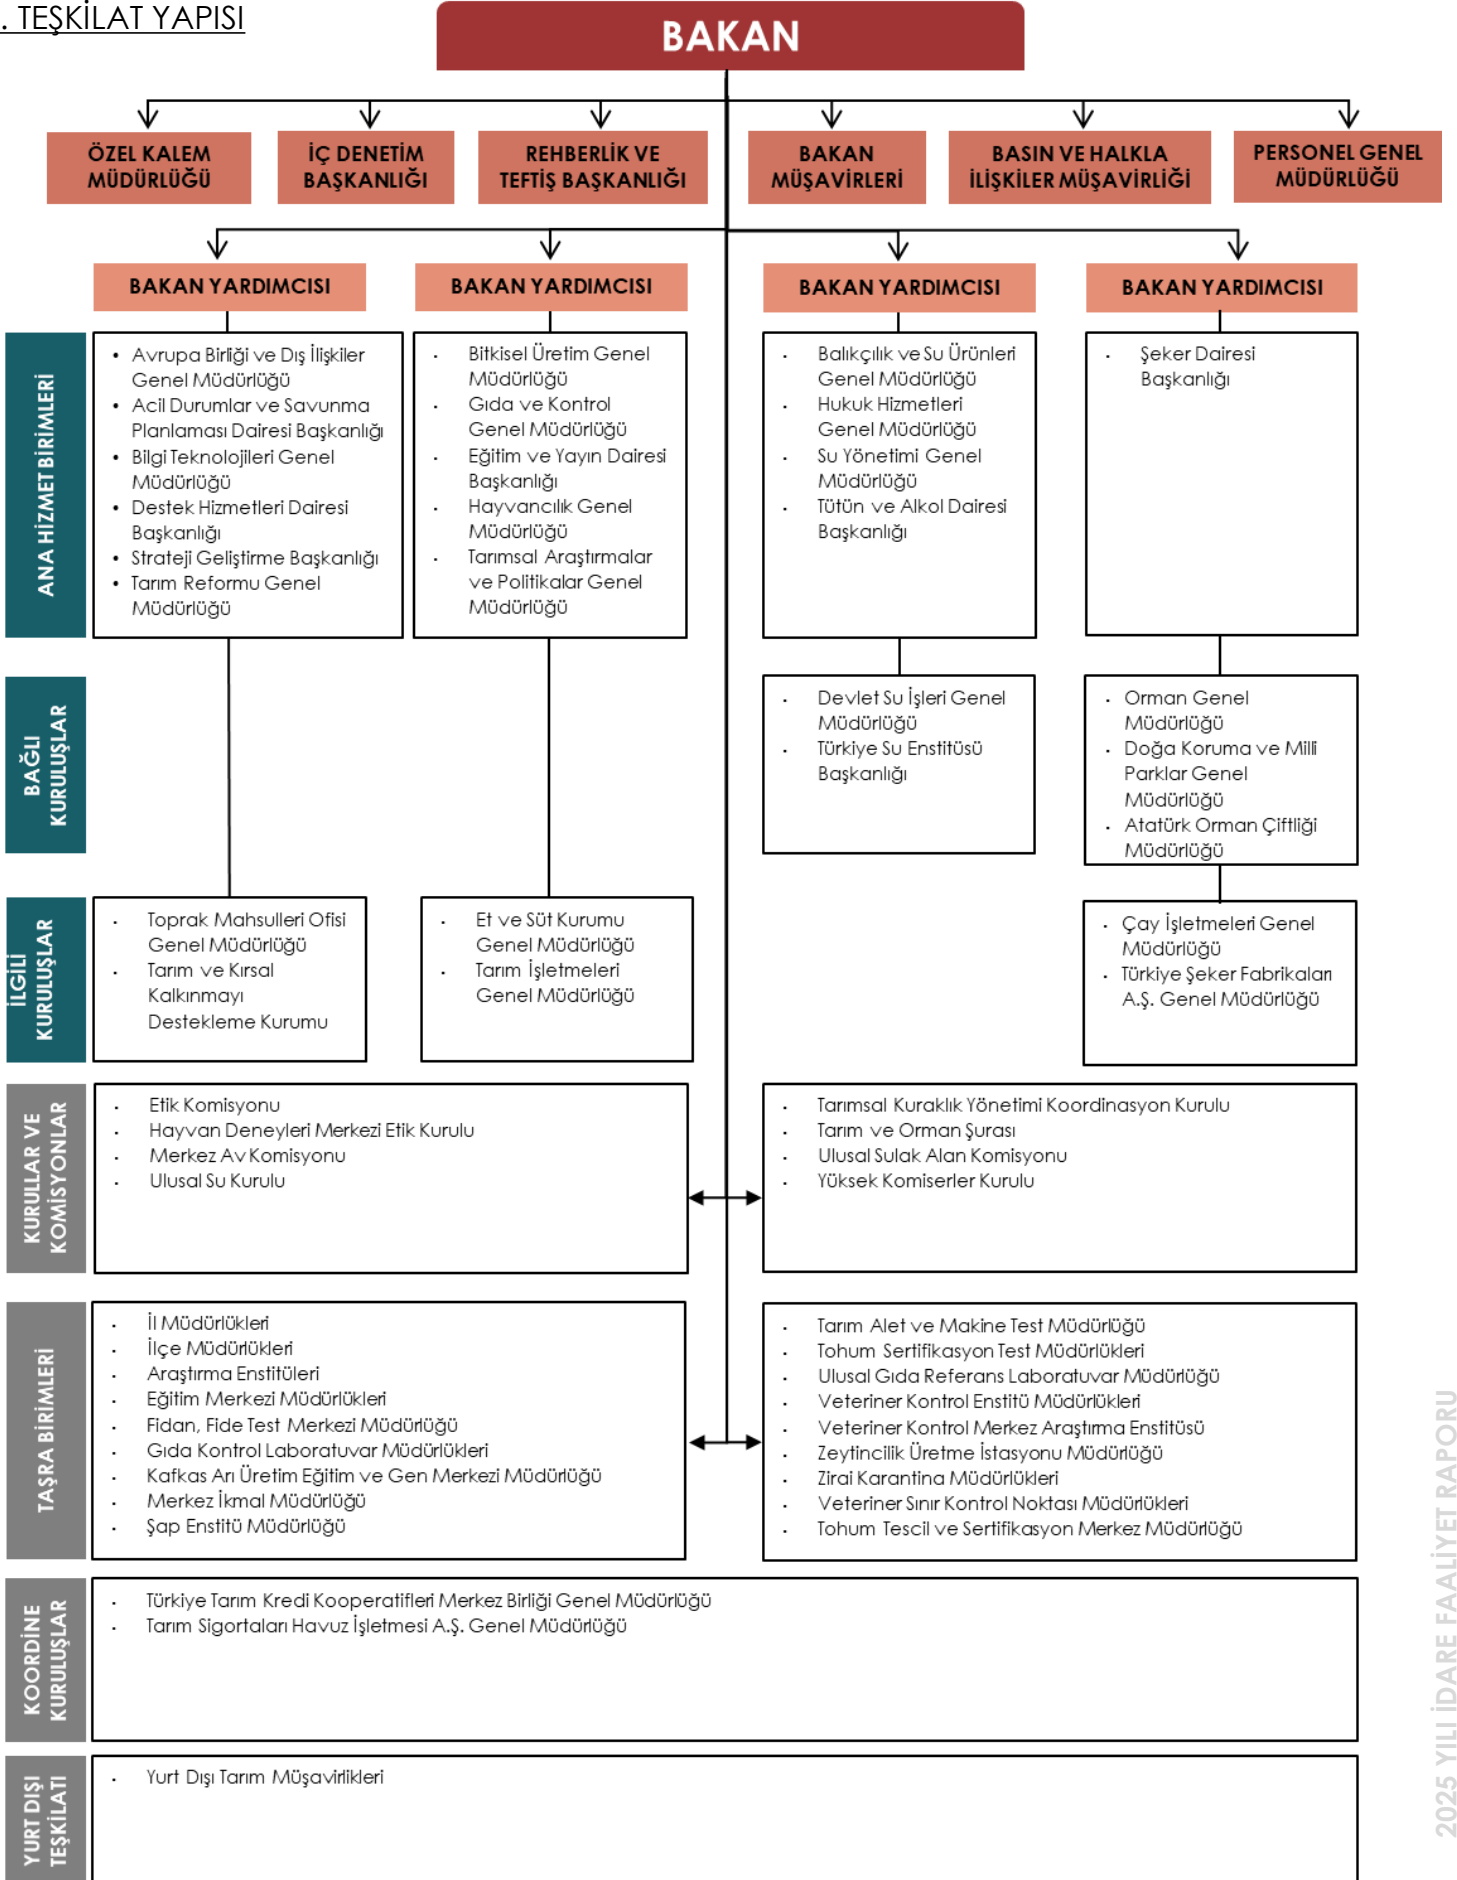 . TEŞKİLAT YAPISI
BAKAN
ÖZEL KALEM
MÜDÜRLÜĞÜ
İÇ DENETİM
BAŞKANLIĞI
REHBERLİK VE
TEFTİŞ BAŞKANLIĞI
BAKAN
MÜŞAVİRLERİ
BASIN VE HALKLA
İLİŞKİLER MÜŞAVİRLİĞİ
PERSONEL GENEL
MÜDÜRLÜĞÜ
BAKAN YARDIMCISI
BAKAN YARDIMCISI
BAKAN YARDIMCISI
BAKAN YARDIMCISI
ANA HİZMET BİRİMLERİ
• Avrupa Birliği ve Dış İlişkiler
Genel Müdürlüğü
• Acil Durumlar ve Savunma
Planlaması Dairesi Başkanlığı
• Bilgi Teknolojileri Genel
Müdürlüğü
• Destek Hizmetleri Dairesi
Başkanlığı
• Strateji Geliştirme Başkanlığı
• Tarım Reformu Genel
Müdürlüğü
• Bitkisel Üretim Genel
Müdürlüğü
• Gıda ve Kontrol
Genel Müdürlüğü
• Eğitim ve Yayın Dairesi
Başkanlığı
• Hayvancılık Genel
Müdürlüğü
• Tarımsal Araştırmalar
ve Politikalar Genel
Müdürlüğü
• Balıkçılık ve Su Ürünleri
Genel Müdürlüğü
• Hukuk Hizmetleri
Genel Müdürlüğü
• Su Yönetimi Genel
Müdürlüğü
• Tütün ve Alkol Dairesi
Başkanlığı
• Şeker Dairesi
Başkanlığı
BAĞLI
KURULUŞLAR
• Devlet Su İşleri Genel
Müdürlüğü
• Türkiye Su Enstitüsü
Başkanlığı
• Orman Genel
Müdürlüğü
• Doğa Koruma ve Milli
Parklar Genel
Müdürlüğü
• Atatürk Orman Çiftliği
Müdürlüğü
İLGİLİ
KURULUŞLAR
• Toprak Mahsulleri Ofisi
Genel Müdürlüğü
• Tarım ve Kırsal
Kalkınmayı
Destekleme Kurumu
• Et ve Süt Kurumu
Genel Müdürlüğü
• Tarım İşletmeleri
Genel Müdürlüğü
• Çay İşletmeleri Genel
Müdürlüğü
• Türkiye Şeker Fabrikaları
A.Ş. Genel Müdürlüğü
KURULLAR VE
KOMİSYONLAR
• Etik Komisyonu
• Hayvan Deneyleri Merkezi Etik Kurulu
• Merkez Av Komisyonu
• Ulusal Su Kurulu
• Tarımsal Kuraklık Yönetimi Koordinasyon Kurulu
• Tarım ve Orman Şurası
• Ulusal Sulak Alan Komisyonu
• Yüksek Komiserler Kurulu
TAŞRA BİRİMLERİ
• İl Müdürlükleri
• İlçe Müdürlükleri
• Araştırma Enstitüleri
• Eğitim Merkezi Müdürlükleri
• Fidan, Fide Test Merkezi Müdürlüğü
• Gıda Kontrol Laboratuvar Müdürlükleri
• Kafkas Arı Üretim Eğitim ve Gen Merkezi Müdürlüğü
• Merkez İkmal Müdürlüğü
• Şap Enstitü Müdürlüğü
• Tarım Alet ve Makine Test Müdürlüğü
• Tohum Sertifikasyon Test Müdürlükleri
• Ulusal Gıda Referans Laboratuvar Müdürlüğü
• Veteriner Kontrol Enstitü Müdürlükleri
• Veteriner Kontrol Merkez Araştırma Enstitüsü
• Zeytincilik Üretme İstasyonu Müdürlüğü
• Zirai Karantina Müdürlükleri
• Veteriner Sınır Kontrol Noktası Müdürlükleri
• Tohum Tescil ve Sertifikasyon Merkez Müdürlüğü
KOORDİNE
KURULUŞLAR
• Türkiye Tarım Kredi Kooperatifleri Merkez Birliği Genel Müdürlüğü
• Tarım Sigortaları Havuz İşletmesi A.Ş. Genel Müdürlüğü
YURT DIŞI
TEŞKİLATI
• Yurt Dışı Tarım Müşavirlikleri
2025 YILI İDARE FAALİYET RAPORU